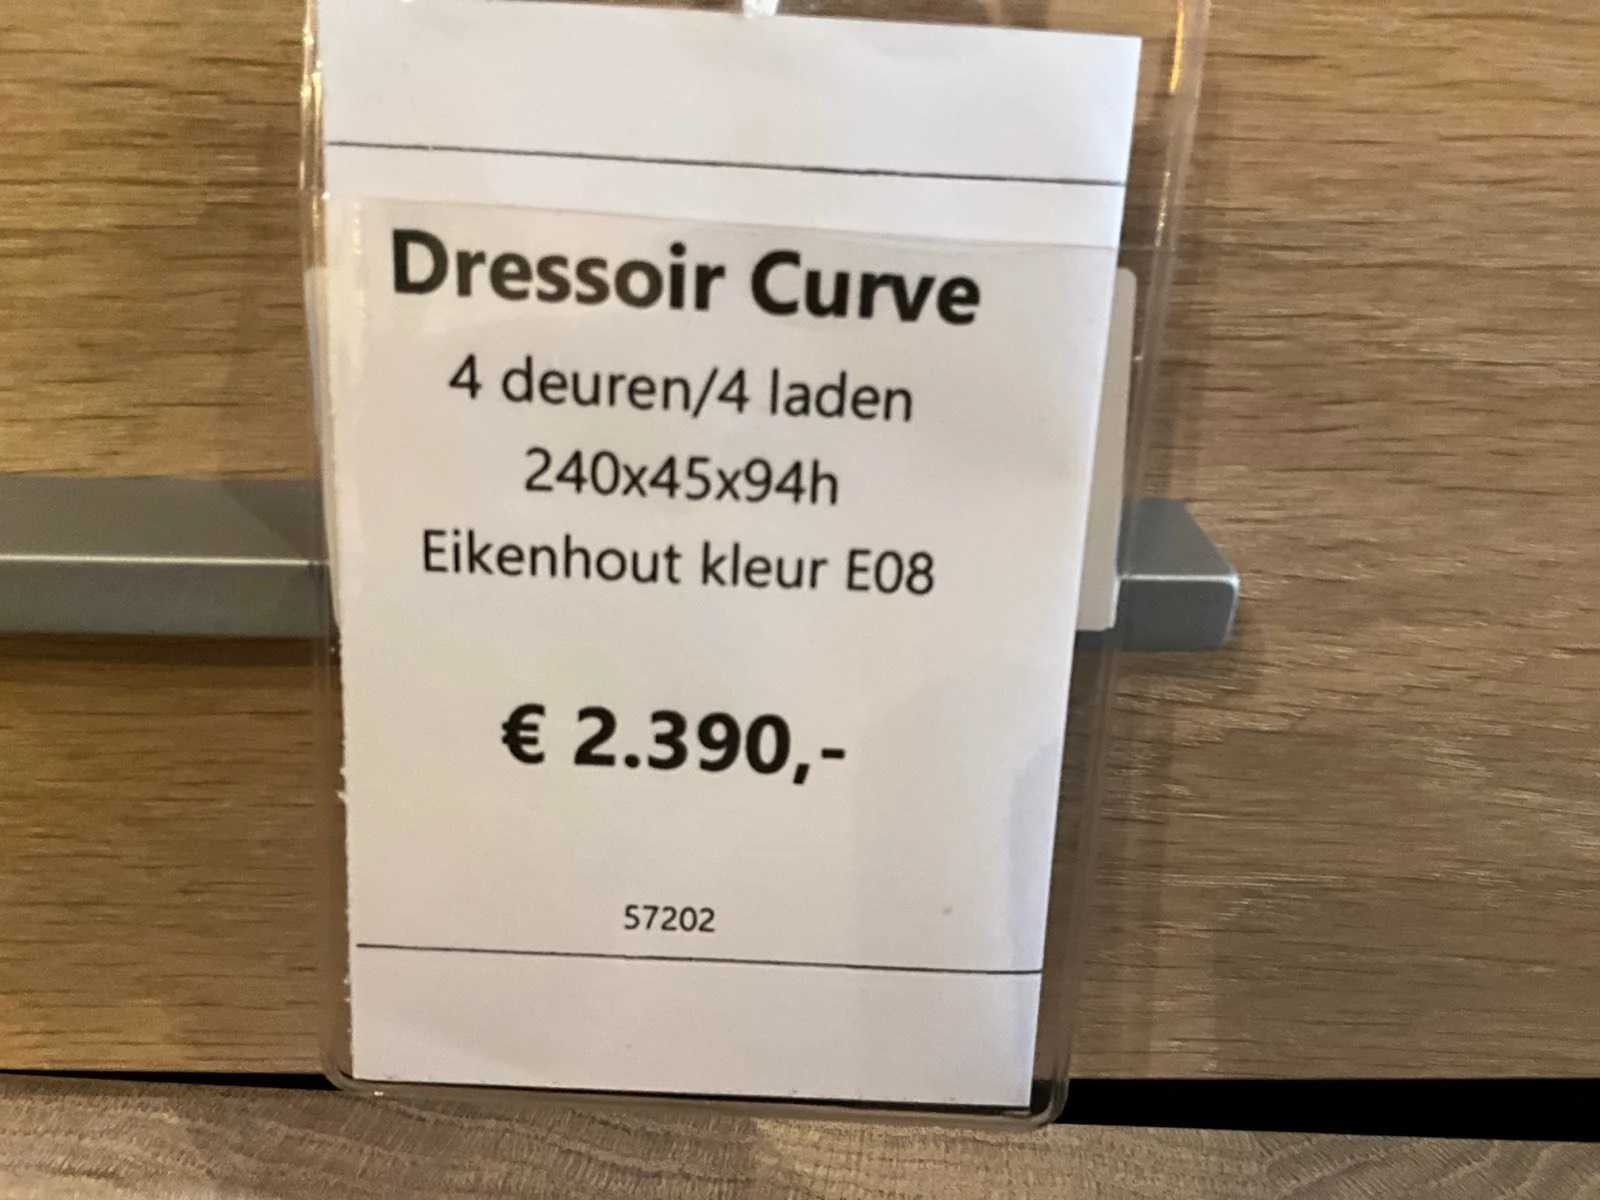 Dressoir Curve
4 deuren/4 laden
240x45x94h
Eikenhout kleur E08
€ 2.390,-
57202